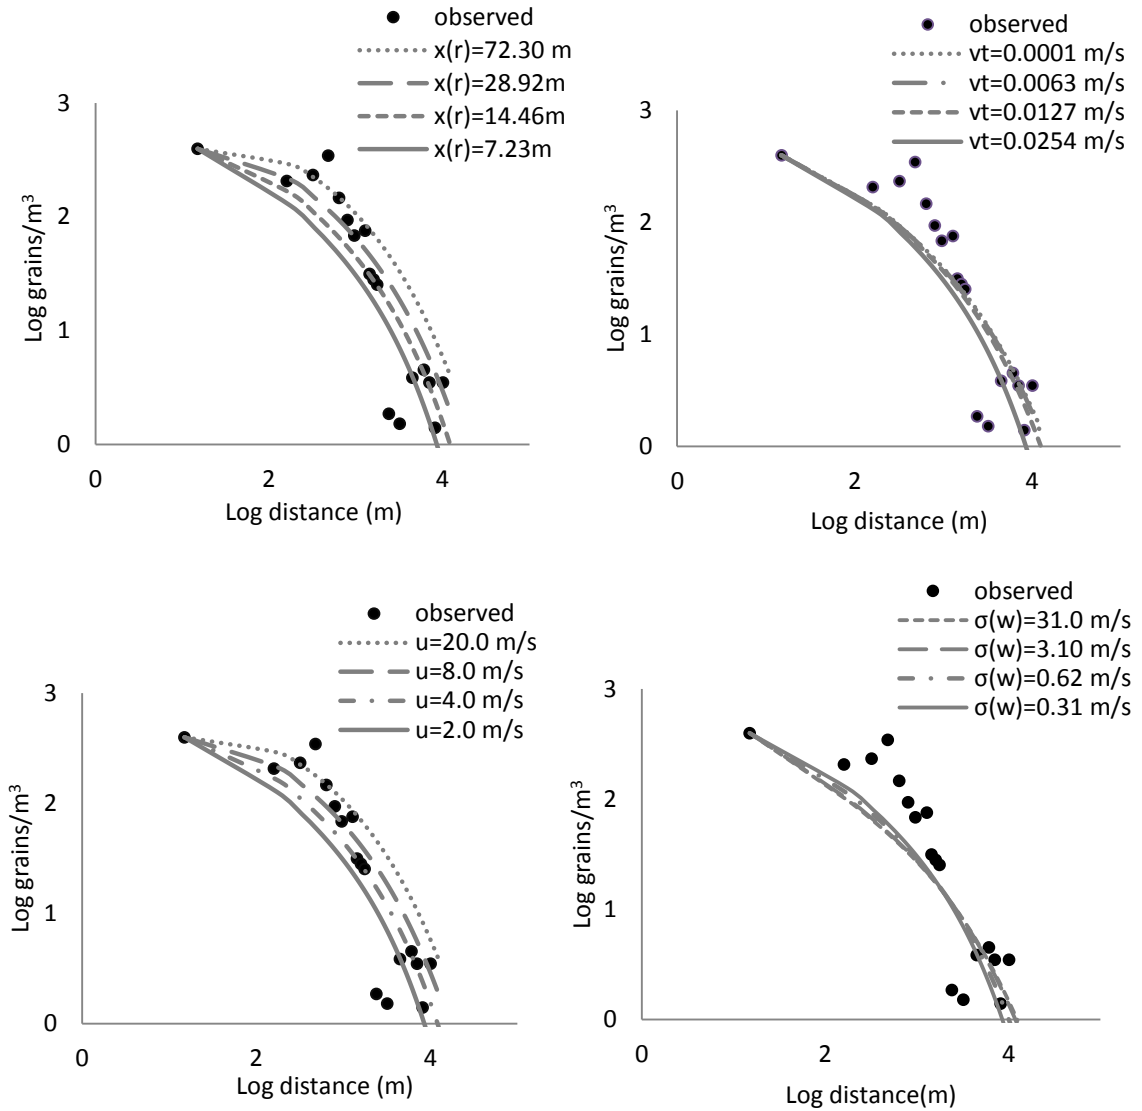 observed
x(r)=72.30 m
x(r)=28.92m
x(r)=14.46m
x(r)=7.23m
3
2
1
0
0
2
4
Log grains/m³
Log distance (m)
observed
vt=0.0001 m/s
vt=0.0063 m/s
vt=0.0127 m/s
vt=0.0254 m/s
3
2
1
0
0
2
4
Log grains/m³
Log distance (m)
observed
u=20.0 m/s
u=8.0 m/s
u=4.0 m/s
u=2.0 m/s
3
2
1
0
0
2
4
Log grains/m³
Log distance (m)
observed
σ(w)=31.0 m/s
σ(w)=3.10 m/s
σ(w)=0.62 m/s
σ(w)=0.31 m/s
3
2
1
0
0
2
4
Log grains/m³
Log distance(m)